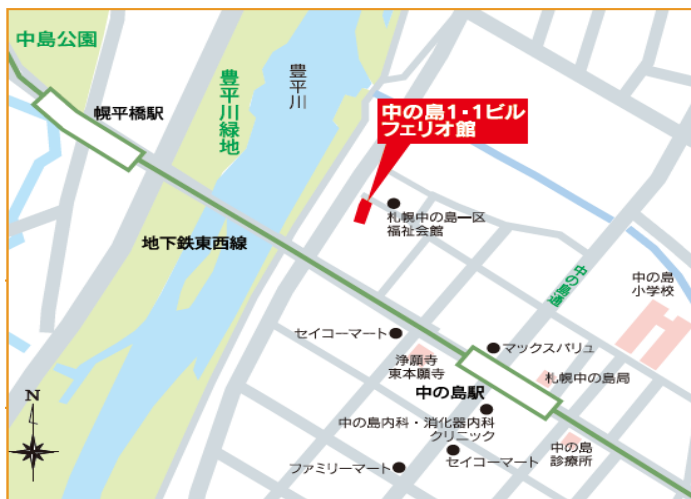 中島公園
幌平橋駅
豊平川緑地
豊平川
中の島1・1ビル
フェリオ館
札幌中の島一区
福祉会館
地下鉄東西線
中の島通
中の島
小学校
セイコーマート
浄願寺
東本願寺
マックスバリュ
中の島駅
札幌中の島局
中の島内科・消化器内科
クリニック
セイコーマート
中の島
診療所
ファミリーマート
N